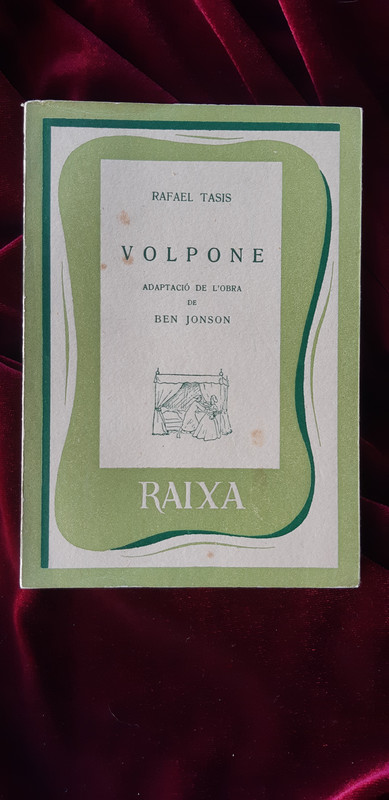 RAFAEL TASIS
VOLPONE
ADAPTACIÓ DE L'OBRA
DE
BEN JONSON
RAIXA